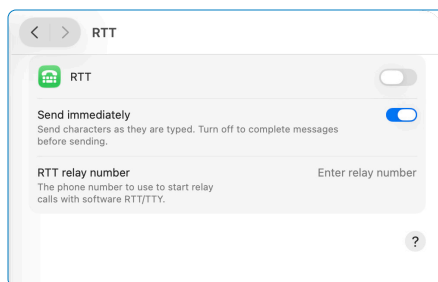 RTT
RTT
Send immediately
Send characters as they are typed. Turn off to complete messages
before sending.
RTT relay number
Enter relay number
The phone number to use to start relay
calls with software RTT/TTY.
?